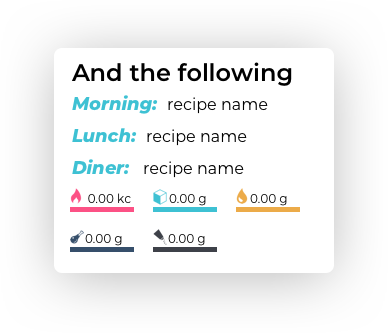 And the following
Morning: recipe name
Lunch: recipe name
Diner: recipe name
0.00 kc 0.00 g 0.00 g
0.00 g 0.00 g